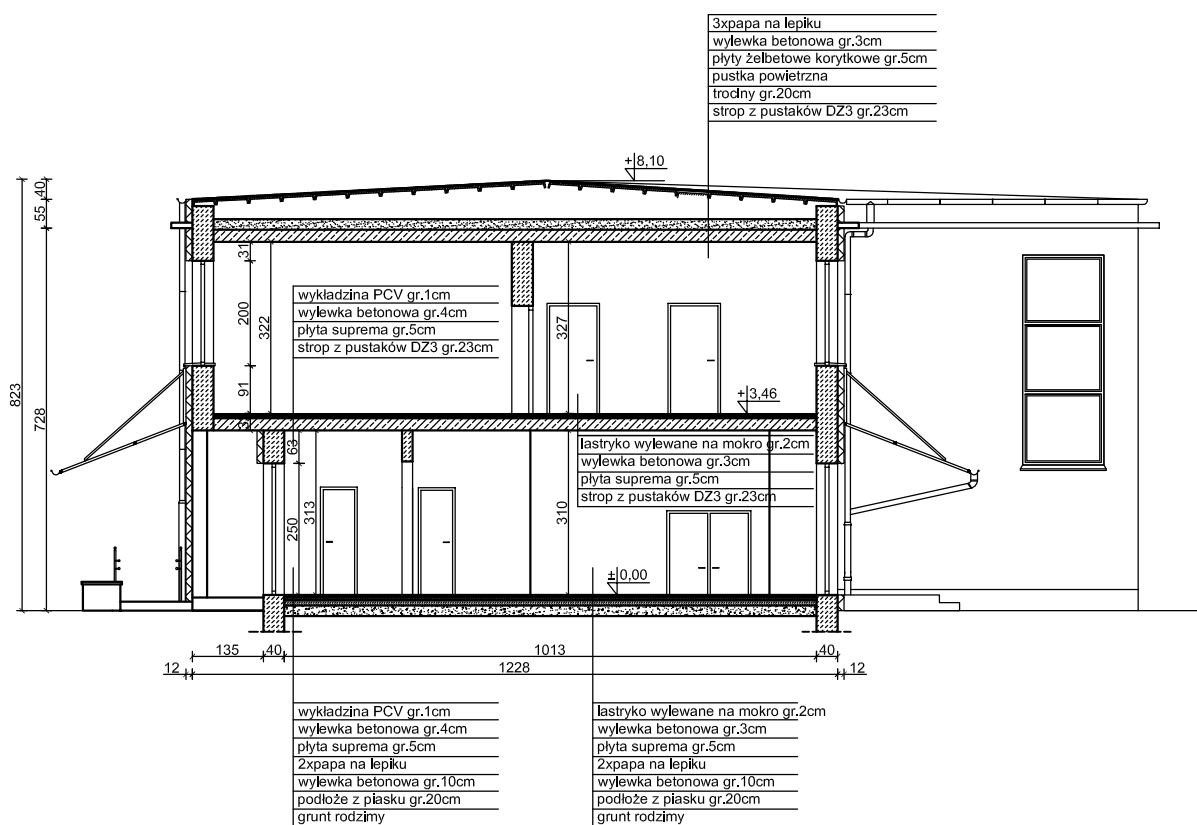 3xpapa na lepiku
wylewka betonowa gr.3cm
płyty żelbetowe korytkowe gr.5cm
pustka powietrzna
trociny gr.20cm
strop z pustaków DZ3 gr.23cm
+8,10
40
55
823
728
31
200
322
91
327
wykładzina PCV gr.1cm
wylewka betonowa gr.4cm
płyta suprema gr.5cm
strop z pustaków DZ3 gr.23cm
+3,46
63
250
313
310
lastryko wylewane na mokro gr.2cm
wylewka betonowa gr.3cm
płyta suprema gr.5cm
strop z pustaków DZ3 gr.23cm
±0,00
135
40
1013
40
12
1228
12
wykładzina PCV gr.1cm
wylewka betonowa gr.4cm
płyta suprema gr.5cm
2xpapa na lepiku
wylewka betonowa gr.10cm
podłoże z piasku gr.20cm
grunt rodzimy
lastryko wylewane na mokro gr.2cm
wylewka betonowa gr.3cm
płyta suprema gr.5cm
2xpapa na lepiku
wylewka betonowa gr.10cm
podłoże z piasku gr.20cm
grunt rodzimy